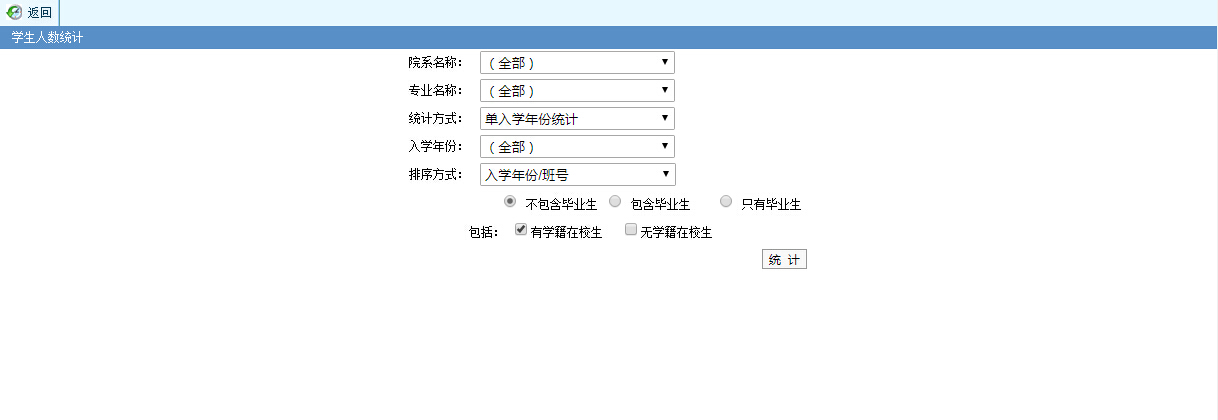 返回
学生人数统计
院系名称： （全部）
专业名称： （全部）
统计方式： 单入学年份统计
入学年份： （全部）
排序方式： 入学年份/班号
不包含毕业生 包含毕业生 只有毕业生
包括： 有学籍在校生 无学籍在校生
统 计